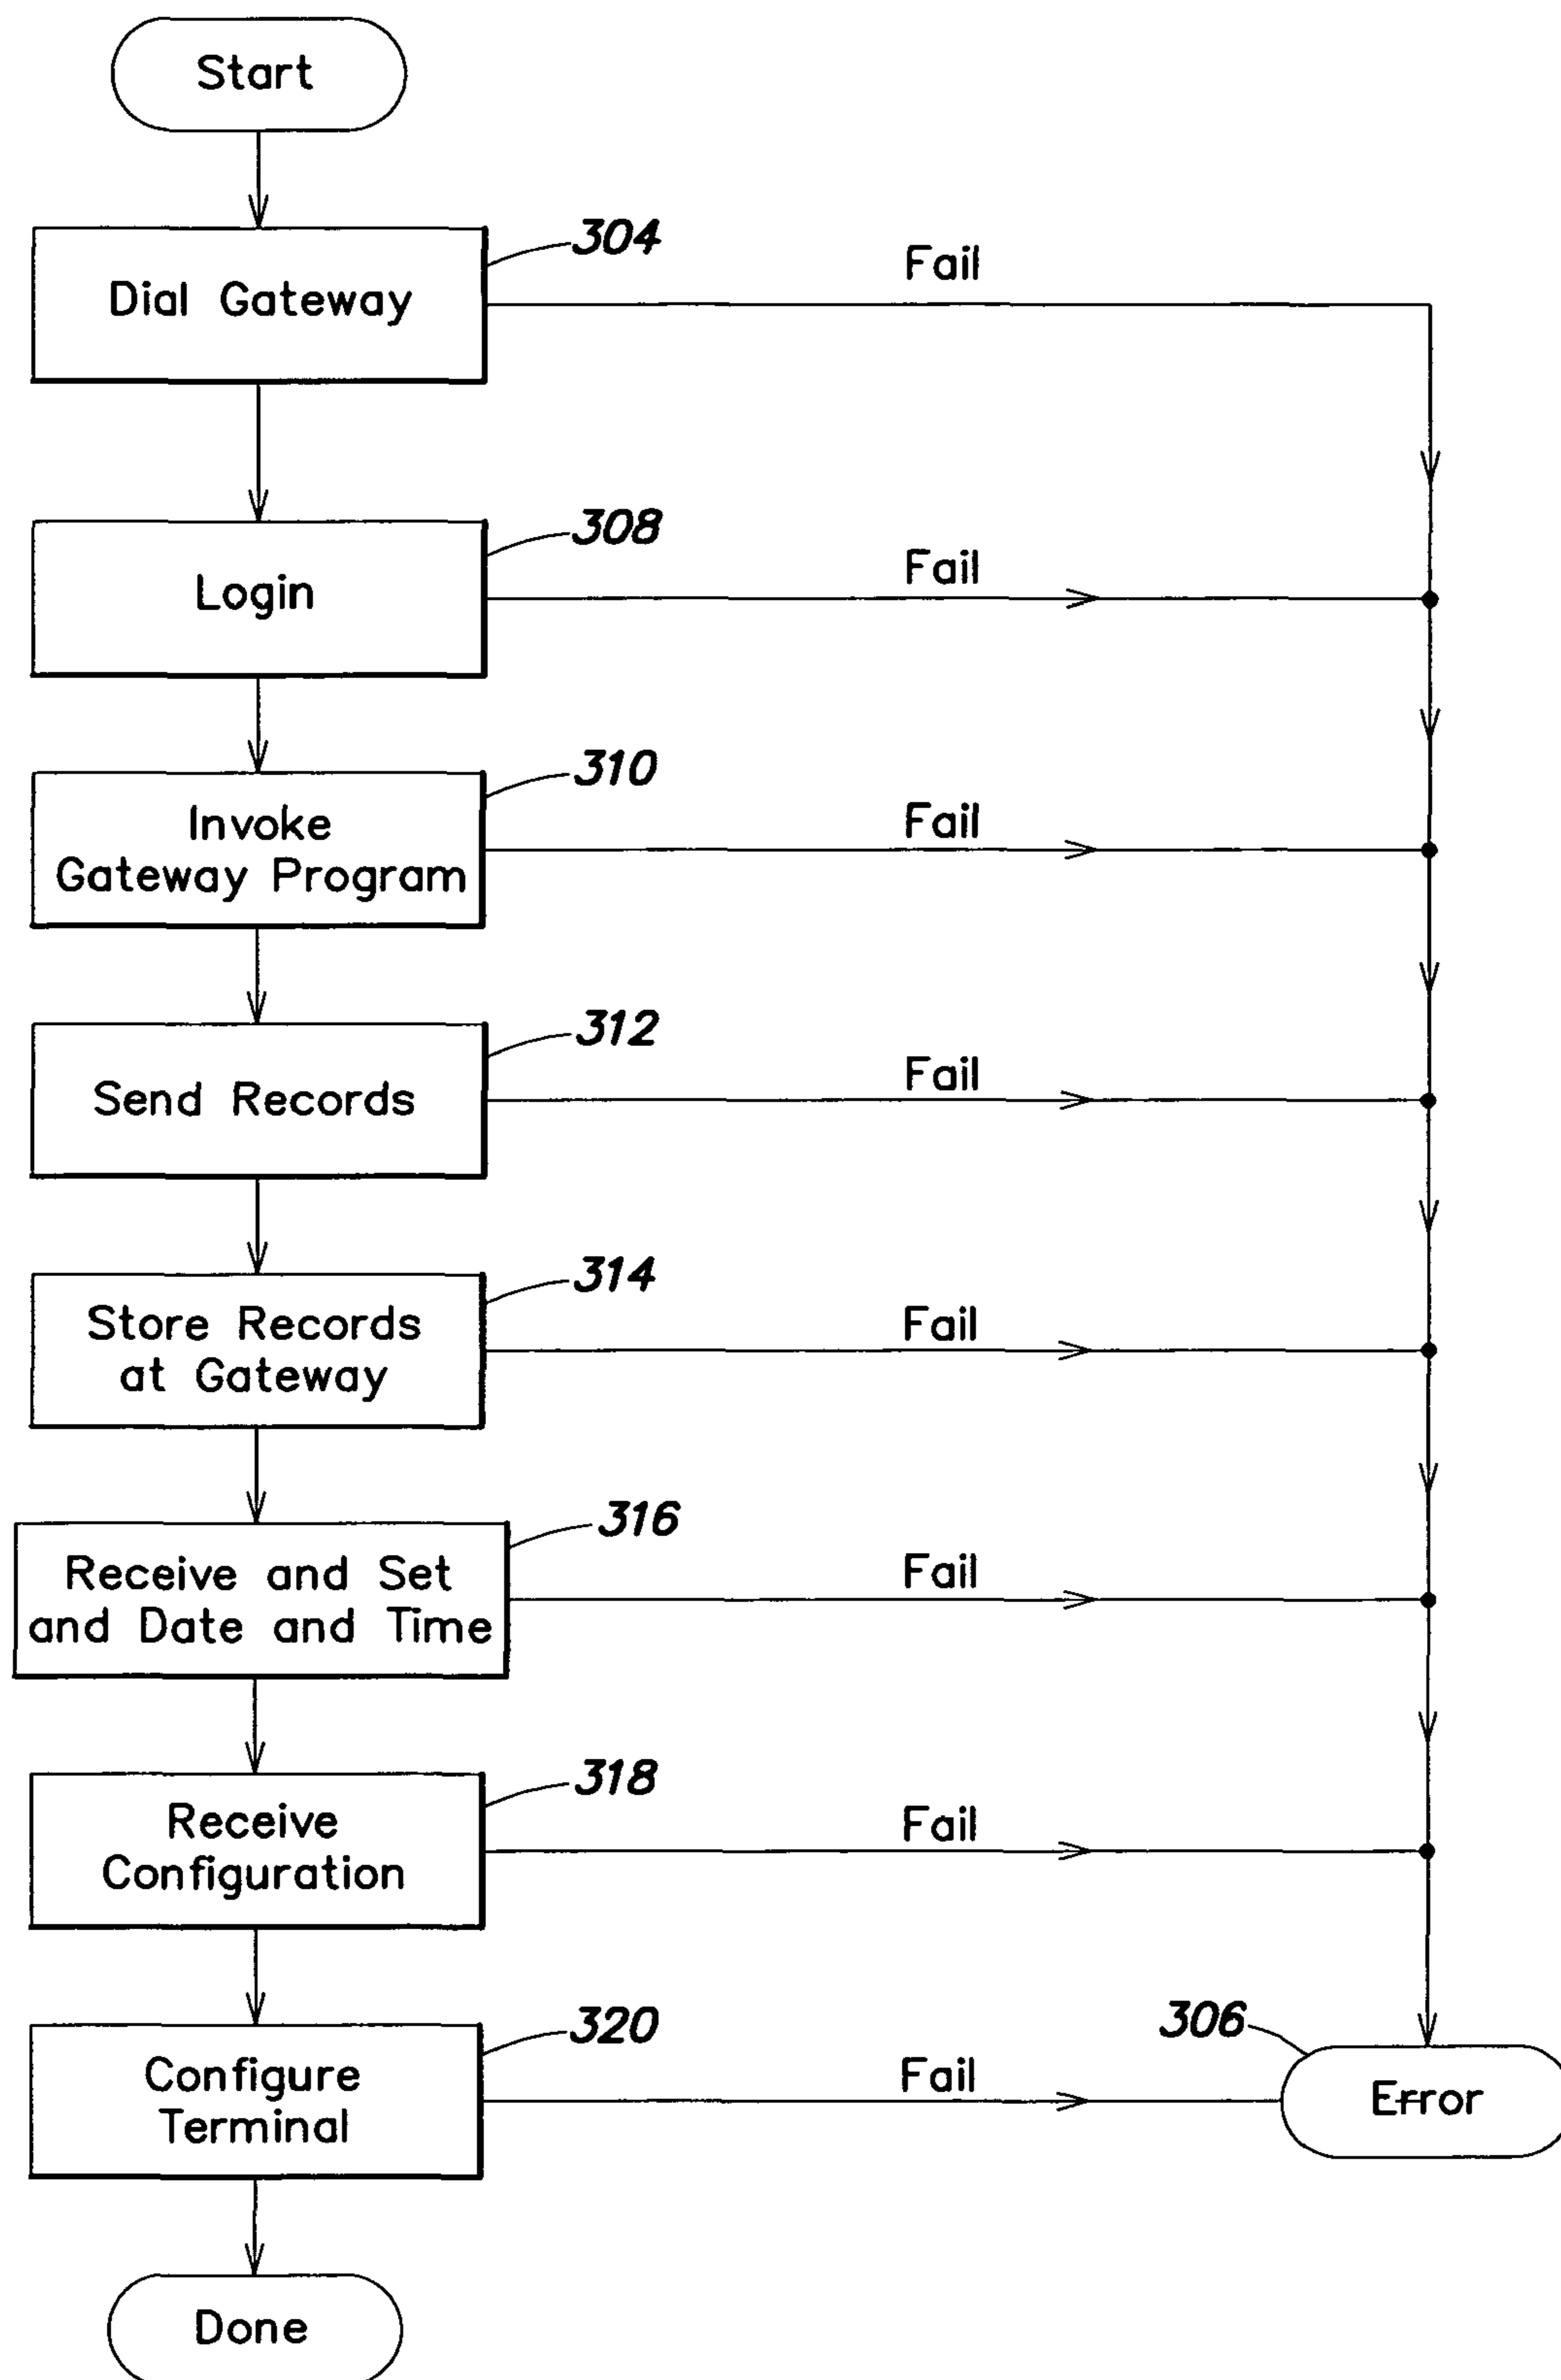 Start
304
Fail
Dial Gateway
308
Fail
Login
310
Fail
Invoke
Gateway Program
312
Fail
Send Records
314
Fail
Store Records
at Gateway
316
Fail
Receive and Set
and Date and Time
318
Fail
Receive
Configuration
320
306
Fail
Configure
Terminal
Error
Done